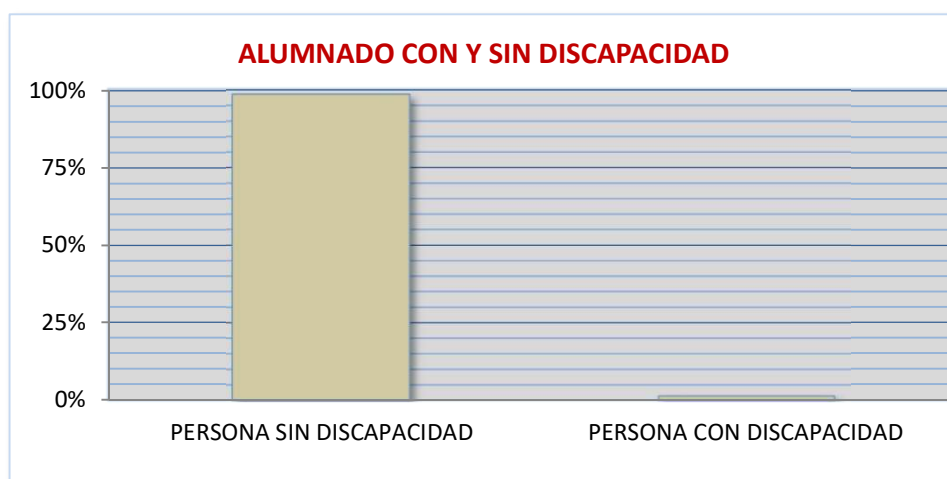 ALUMNADO CON Y SIN DISCAPACIDAD
100%
75%
50%
25%
0%
PERSONA SIN DISCAPACIDAD
PERSONA CON DISCAPACIDAD